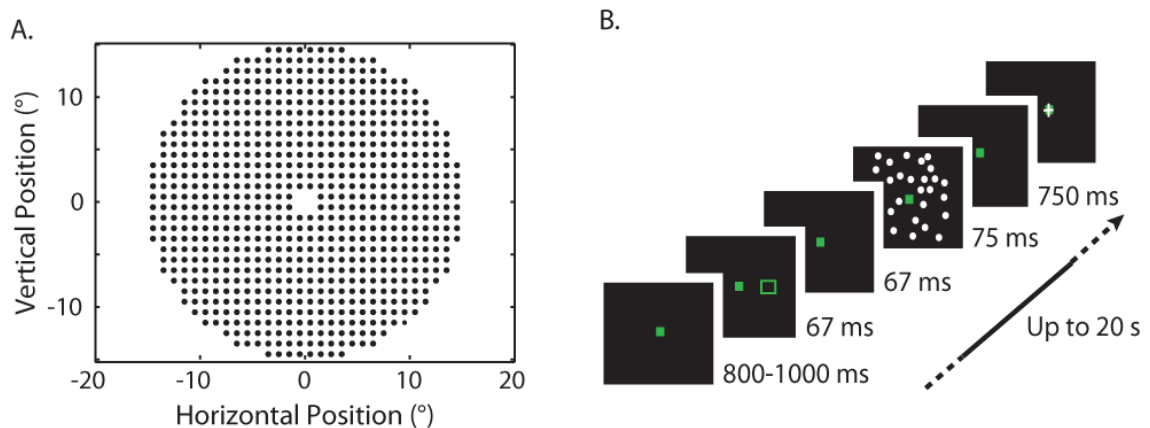 A.
10
0
-10
Vertical Position (°)
-20 -10 0 10 20
Horizontal Position (°)
B.
800-1000 ms
67 ms
67 ms
75 ms
750 ms
Up to 20 s